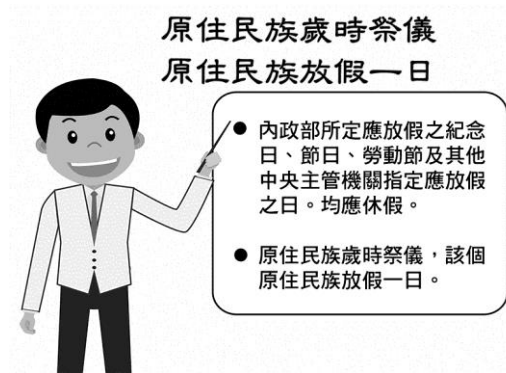 原住民族歲時祭儀
原住民族放假一日
● 內政部所定應放假之紀念
日、節日、勞動節及其他
中央主管機關指定應放假
之日。均應休假。
● 原住民族歲時祭儀，該個
原住民族放假一日。